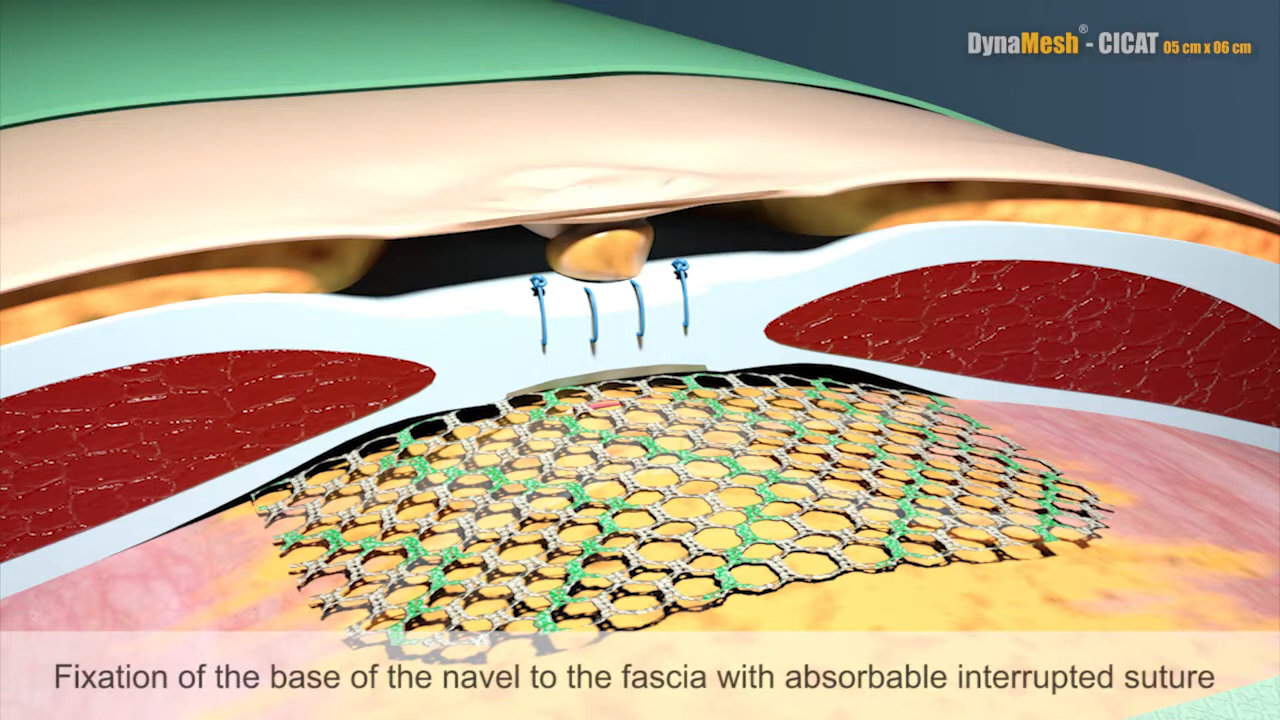 DynaMesh® - CICAT 05 cm x 06 cm
Fixation of the base of the navel to the fascia with absorbable interrupted suture